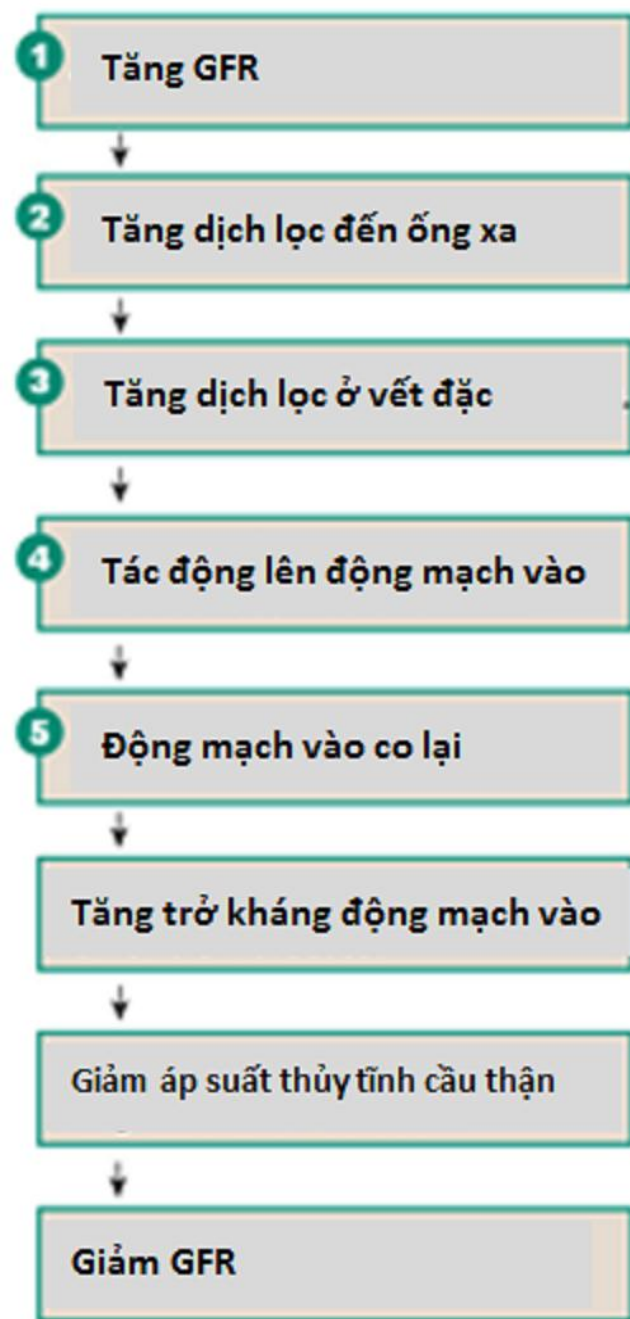 1
Tăng GFR
2
Tăng dịch lọc đến ống xa
3
Tăng dịch lọc ở vết đặc
4
Tác động lên động mạch vào
5
Động mạch vào co lại
Tăng trở kháng động mạch vào
Giảm áp suất thủy tĩnh cầu thận
Giảm GFR